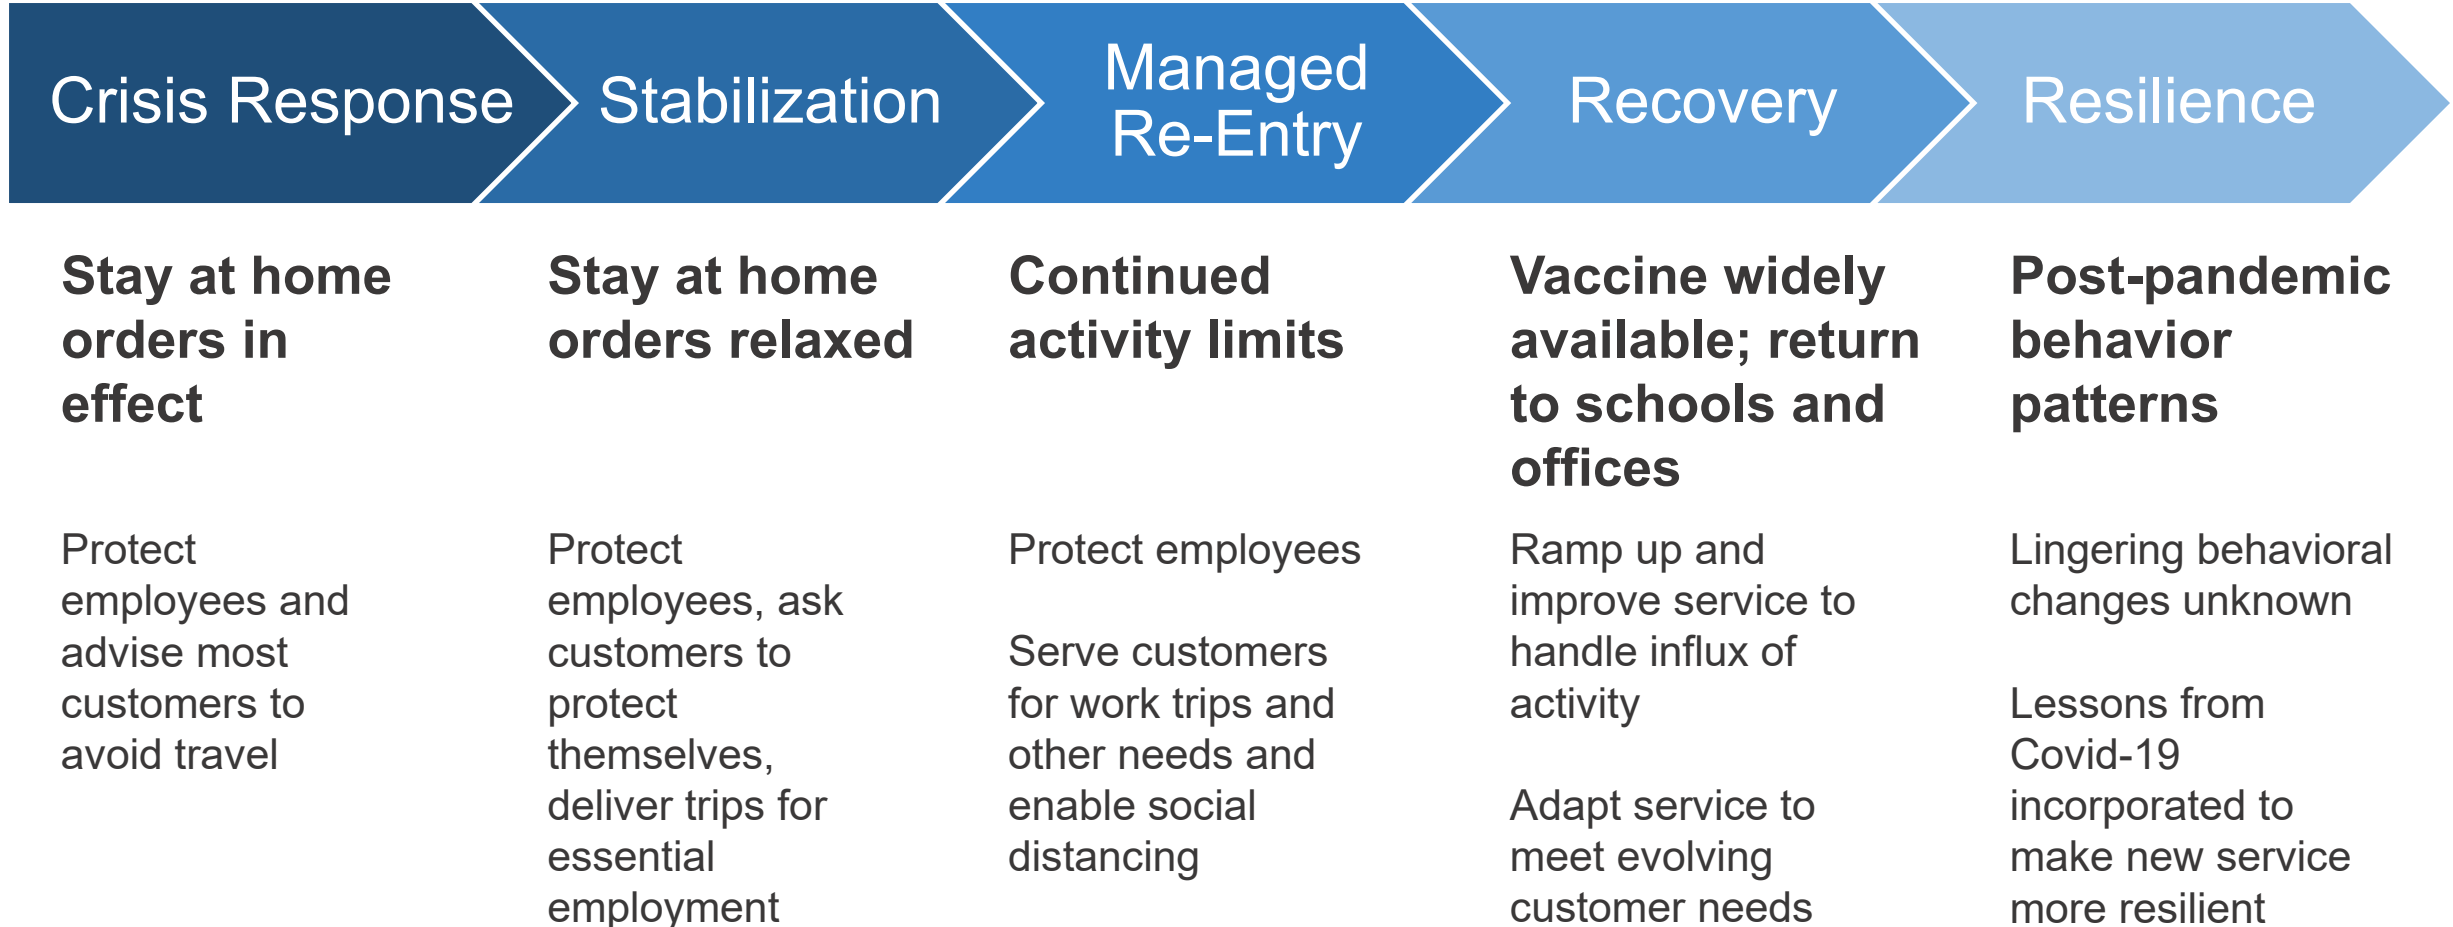 Crisis Response
Stabilization
Managed
Re-Entry
Recovery
Resilience
Stay at home
orders in
effect
Protect
employees and
advise most
customers to
avoid travel
Stay at home
orders relaxed
Protect
employees, ask
customers to
protect
themselves,
deliver trips for
essential
employment
Continued
activity limits
Protect employees
Serve customers
for work trips and
other needs and
enable social
distancing
Vaccine widely
available; return
to schools and
offices
Ramp up and
improve service to
handle influx of
activity
Adapt service to
meet evolving
customer needs
Post-pandemic
behavior
patterns
Lingering behavioral
changes unknown
Lessons from
Covid-19
incorporated to
make new service
more resilient